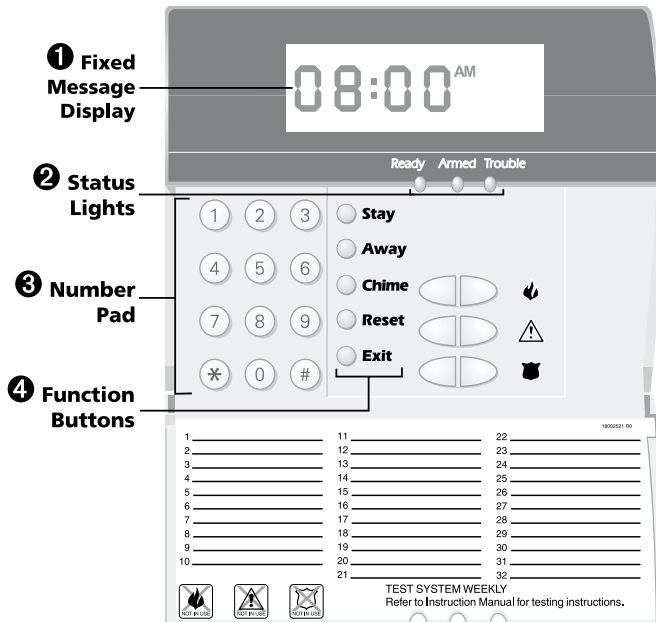 ❶ Fixed
Message
Display
08:00 AM
Ready Armed Trouble
❷ Status
Lights
❸ Number
Pad
1 2 3
4 5 6
7 8 9
* 0 #
Stay
Away
Chime
Reset
Exit
❹ Function
Buttons
18002521 R0
1
2
3
4
5
6
7
8
9
10
11
12
13
14
15
16
17
18
19
20
21
22
23
24
25
26
27
28
29
30
31
32
NOT IN USE NOT IN USE NOT IN USE
TEST SYSTEM WEEKLY
Refer to Instruction Manual for testing instructions.